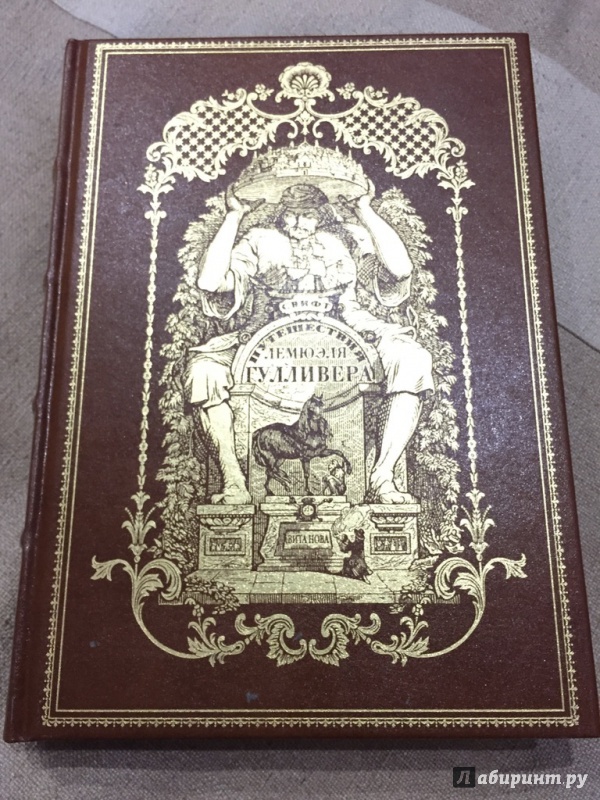 СВИФТ
ПУТЕШЕСТВИЯ
ЛЕМЮЭЛЯ
ГУЛЛИВЕРА
ВИТА НОВА
Лабиринт.ру